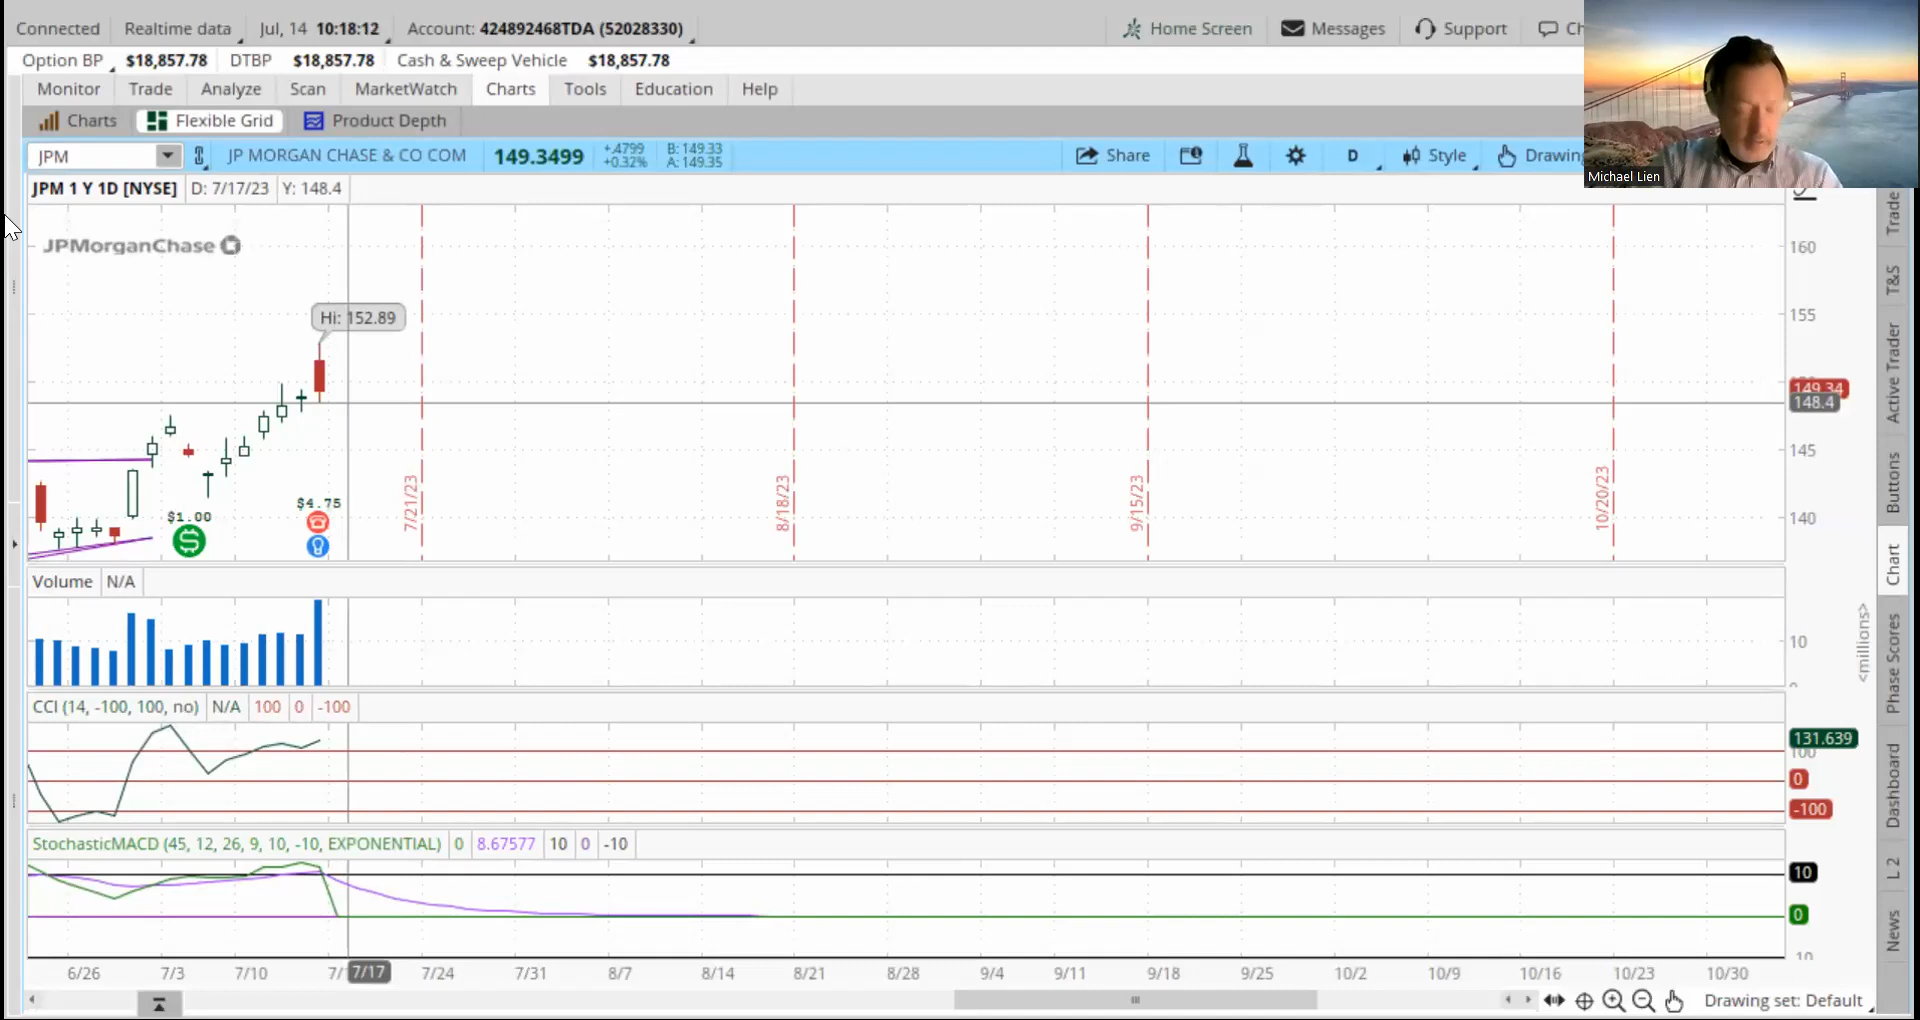 Connected Realtime data Jul, 14 10:18:12 Account: 424892468TDA (52028330) Home Screen Messages Support Ch
Option BP $18,857.78 DTBP $18,857.78 Cash & Sweep Vehicle $18,857.78
Monitor Trade Analyze Scan MarketWatch Charts Tools Education Help
Charts Flexible Grid Product Depth
JPM JP MORGAN CHASE & CO COM 149.3499 +.4799 +0.32% B: 149.33 A: 149.35 Share D Style Drawing
Michael Lien
JPM 1 Y 1D [NYSE] D: 7/17/23 Y: 148.4
JPMorganChase
Hi: 152.89
$1.00
$4.75
7/21/23
8/18/23
9/15/23
10/20/23
160
155
149.34
148.4
145
140
Volume N/A
10
<millions>
CCI (14, -100, 100, no) N/A 100 0 -100
131.639
100
0
-100
StochasticMACD (45, 12, 26, 9, 10, -10, EXPONENTIAL) 0 8.67577 10 0 -10
10
0
6/26 7/3 7/10 7/17 7/24 7/31 8/7 8/14 8/21 8/28 9/4 9/11 9/18 9/25 10/2 10/9 10/16 10/23 10/30
Drawing set: Default
Trade
T&S
Active Trader
Buttons
Chart
Phase Scores
Dashboard
L 2
News